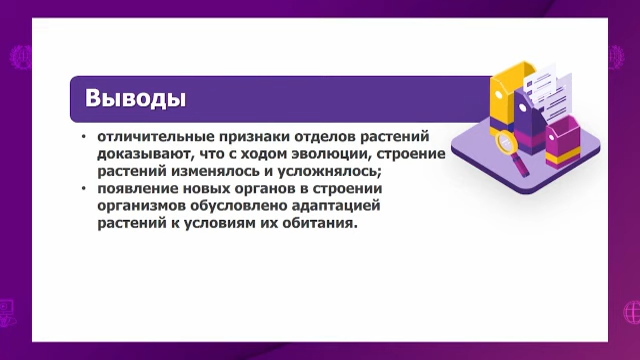 Выводы
• отличительные признаки отделов растений
доказывают, что с ходом эволюции, строение
растений изменялось и усложнялось;
• появление новых органов в строении
организмов обусловлено адаптацией
растений к условиям их обитания.